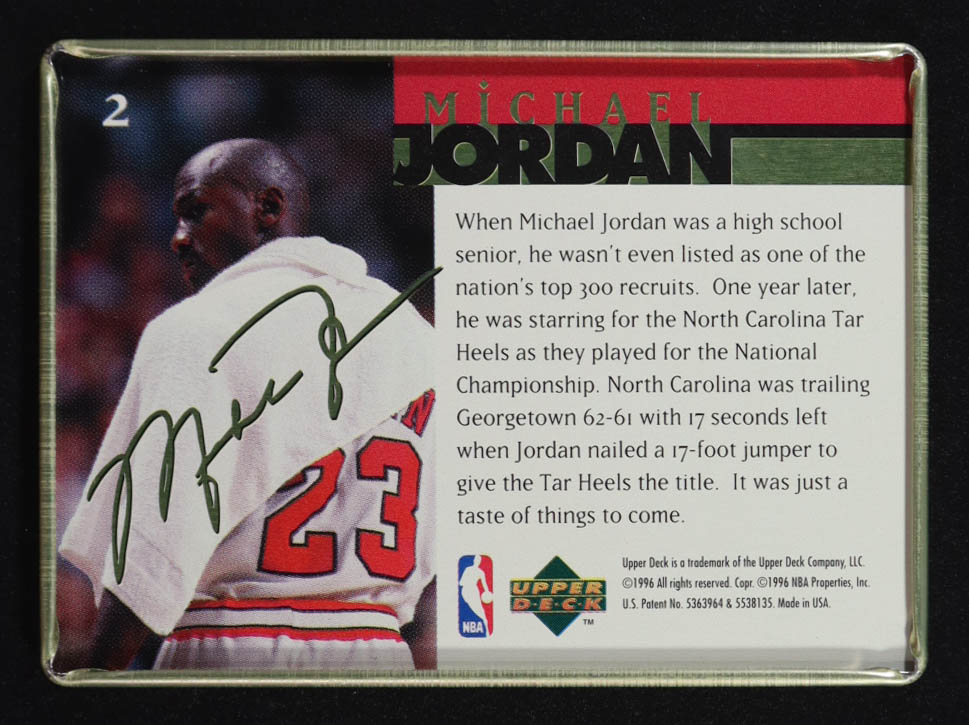 2
MİCHAEL
JORDAN
When Michael Jordan was a high school
senior, he wasn't even listed as one of the
nation's top 300 recruits.  One year later,
he was starring for the North Carolina Tar
Heels as they played for the National
Championship. North Carolina was trailing
Georgetown 62-61 with 17 seconds left
when Jordan nailed a 17-foot jumper to
give the Tar Heels the title.  It was just a
taste of things to come.
23
NBA
UPPER
D·E·C·K
TM
Upper Deck is a trademark of the Upper Deck Company, LLC.
©1996 All rights reserved. Copr. ©1996 NBA Properties, Inc.
U.S. Patent No. 5363964 & 5538135. Made in USA.